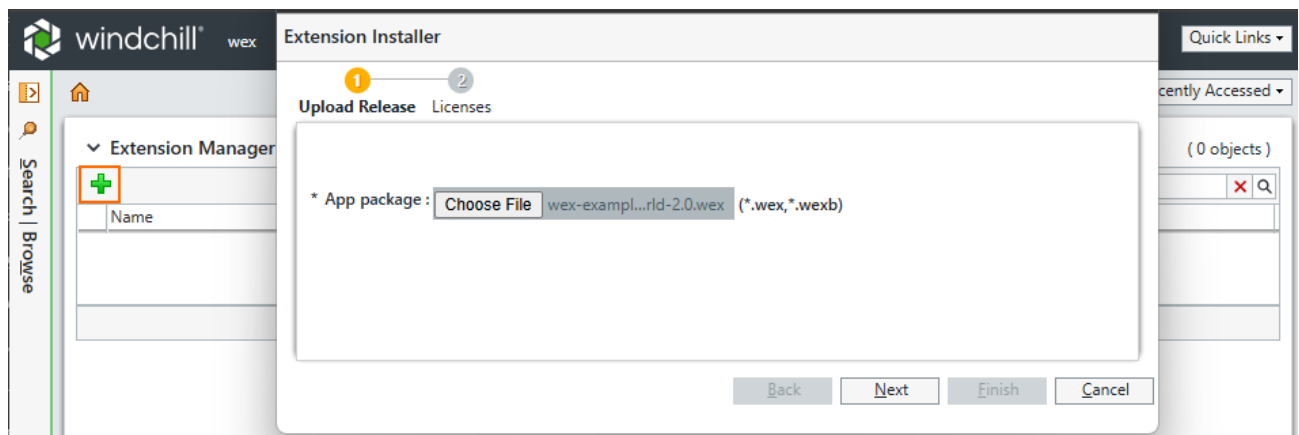 windchill® wex
Extension Installer
Quick Links
1 2
Upload Release Licenses
cently Accessed
Extension Manager
( 0 objects )
Search | Browse
Name
* App package : Choose File wex-exampl...rld-2.0.wex (*.wex,*.wexb)
Back Next Finish Cancel